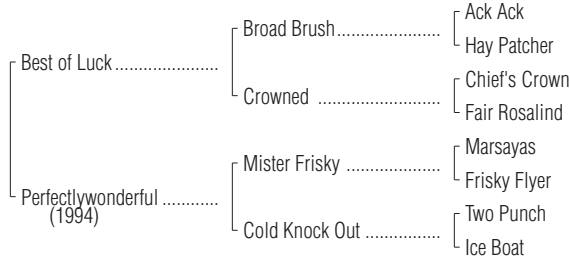 Ack Ack
Broad Brush....................
Hay Patcher
Best of Luck....................
Chief's Crown
Crowned ........................
Fair Rosalind
Marsayas
Mister Frisky ..................
Frisky Flyer
Perfectlywonderful ...........
(1994)
Two Punch
Cold Knock Out ...............
Ice Boat